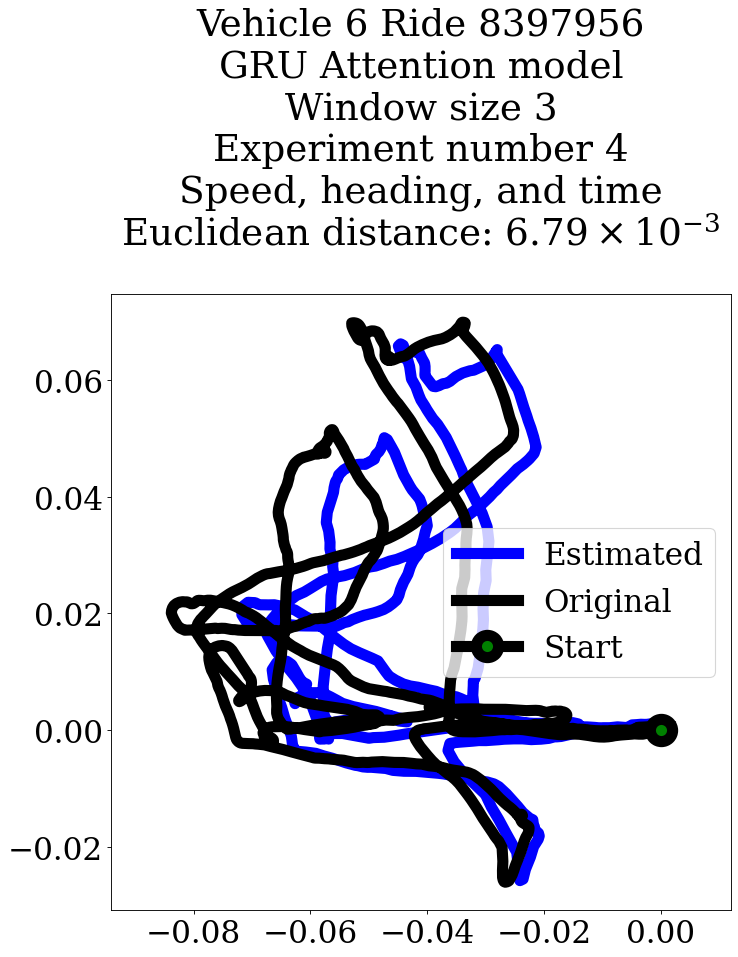 Vehicle 6 Ride 8397956
GRU Attention model
Window size 3
Experiment number 4
Speed, heading, and time
Euclidean distance: 6.79 × 10⁻³
0.06
0.04
0.02
0.00
−0.02
Estimated
Original
Start
−0.08 −0.06 −0.04 −0.02 0.00